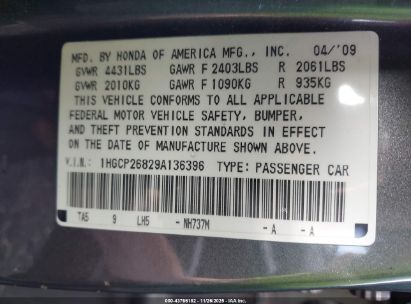 MFD. BY HONDA OF AMERICA MFG., INC. 04/'09
GVWR 4431LBS GAWR F 2403LBS R 2061LBS
GVWR 2010KG GAWR F 1090KG R 935KG
THIS VEHICLE CONFORMS TO ALL APPLICABLE
FEDERAL MOTOR VEHICLE SAFETY, BUMPER,
AND THEFT PREVENTION STANDARDS IN EFFECT
ON THE DATE OF MANUFACTURE SHOWN ABOVE.
V.I.N.: 1HGCP26829A136396 TYPE: PASSENGER CAR
TA5 9 LH5 - NH737M -A -A